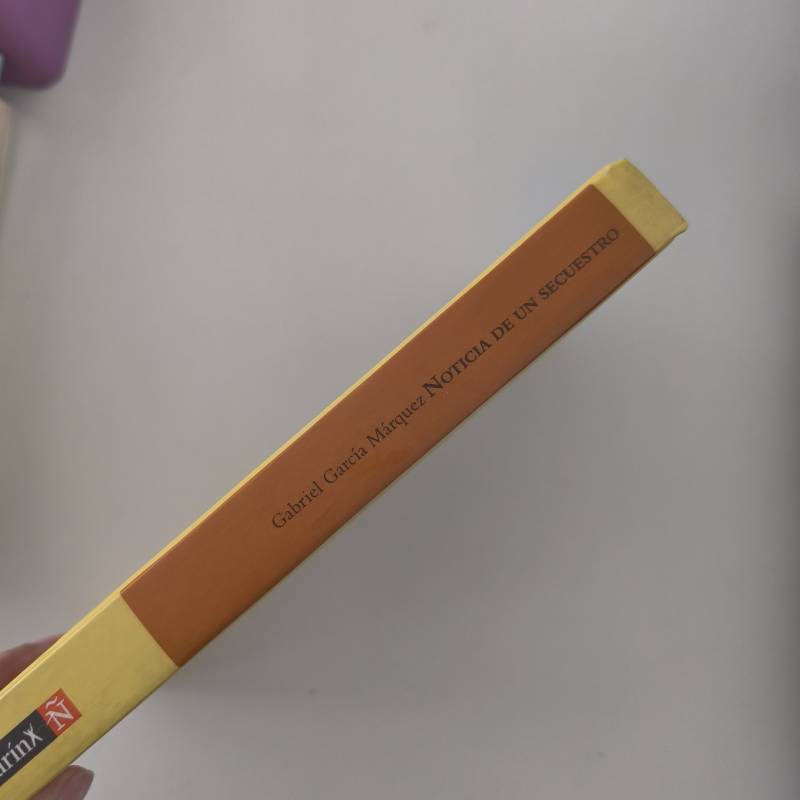 Gabriel García Márquez NOTICIA DE UN SECUESTRO
Ñ